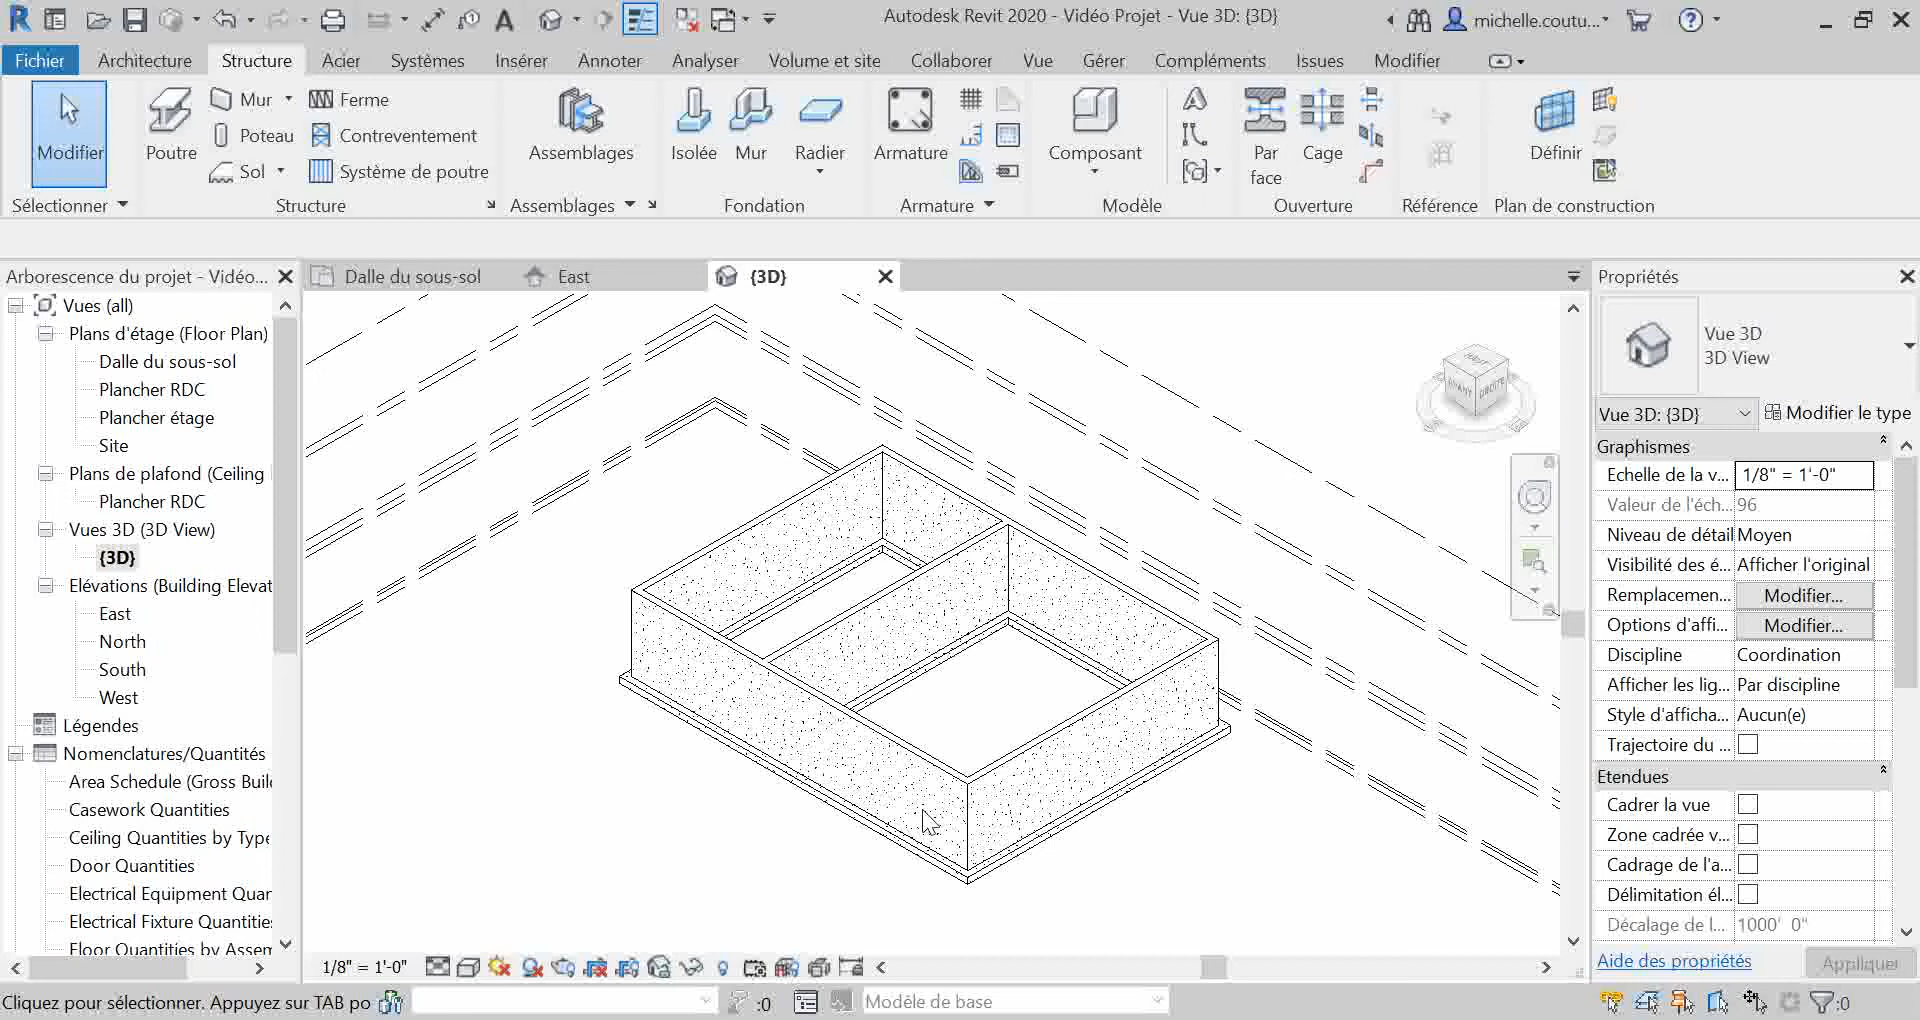 Autodesk Revit 2020 - Vidéo Projet - Vue 3D: {3D}
michelle.coutu...
Fichier Architecture Structure Acier Systèmes Insérer Annoter Analyser Volume et site Collaborer Vue Gérer Compléments Issues Modifier
Modifier
Poutre
Mur
Poteau
Sol
Ferme
Contreventement
Système de poutre
Assemblages
Isolée
Mur
Radier
Armature
Composant
Par face
Cage
Définir
Sélectionner Structure Assemblages Fondation Armature Modèle Ouverture Référence Plan de construction
Arborescence du projet - Vidéo...
Dalle du sous-sol East {3D}
Vues (all)
Plans d'étage (Floor Plan)
Dalle du sous-sol
Plancher RDC
Plancher étage
Site
Plans de plafond (Ceiling
Plancher RDC
Vues 3D (3D View)
{3D}
Elévations (Building Elevat
East
North
South
West
Légendes
Nomenclatures/Quantités
Area Schedule (Gross Buil
Casework Quantities
Ceiling Quantities by Type
Door Quantities
Electrical Equipment Quar
Electrical Fixture Quantities
Floor Quantities by Assem
HAUT
AVANT
DROITE
Propriétés
Vue 3D
3D View
Vue 3D: {3D} Modifier le type
Graphismes
Echelle de la v... 1/8" = 1'-0"
Valeur de l'éch... 96
Niveau de détail Moyen
Visibilité des é... Afficher l'original
Remplacemen... Modifier...
Options d'affi... Modifier...
Discipline Coordination
Afficher les lig... Par discipline
Style d'afficha... Aucun(e)
Trajectoire du ...
Etendues
Cadrer la vue
Zone cadrée v...
Cadrage de l'a...
Délimitation él...
Décalage de l... 1000' 0"
Aide des propriétés Appliquer
1/8" = 1'-0"
Cliquez pour sélectionner. Appuyez sur TAB po
:0
Modèle de base
:0